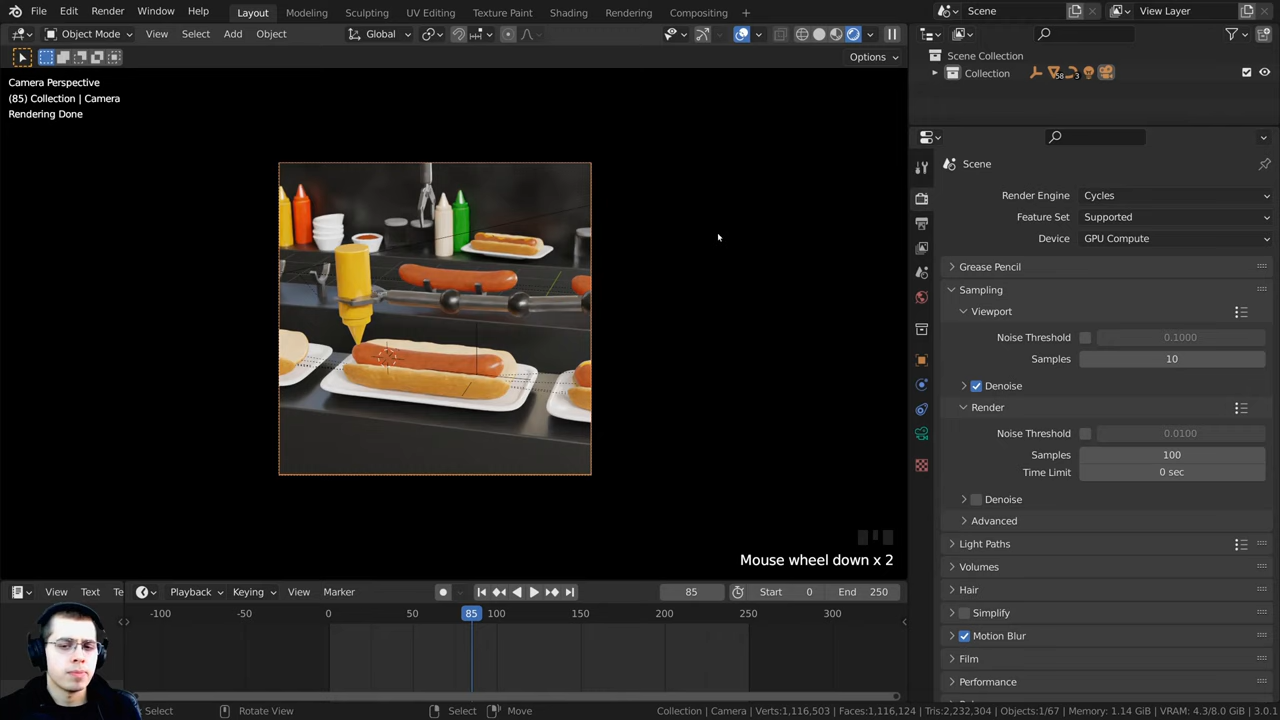 File Edit Render Window Help Layout Modeling Sculpting UV Editing Texture Paint Shading Rendering Compositing + Scene View Layer
Object Mode View Select Add Object Global
Options
Camera Perspective
(85) Collection | Camera
Rendering Done
Scene Collection
Collection 58 3
Scene
Render Engine Cycles
Feature Set Supported
Device GPU Compute
Grease Pencil
Sampling
Viewport
Noise Threshold 0.1000
Samples 10
Denoise
Render
Noise Threshold 0.0100
Samples 100
Time Limit 0 sec
Denoise
Advanced
Light Paths
Volumes
Hair
Simplify
Motion Blur
Film
Performance
Mouse wheel down x 2
View Text Te Playback Keying View Marker 85 Start 0 End 250
-100 -50 0 50 85 100 150 200 250 300
Select Rotate View Select Move Collection | Camera Verts:1,116,503 Faces:1,116,124 Tris:2,232,304 Objects:1/67 Memory: 1.14 GiB VRAM: 4.3/8.0 GiB 3.0.1